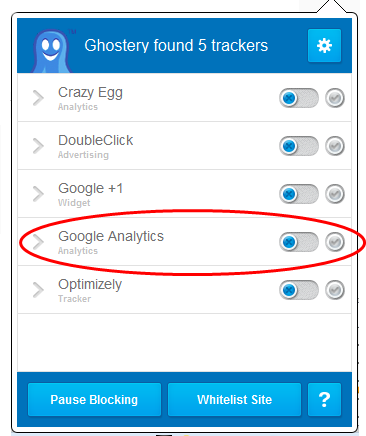 Ghostery found 5 trackers
Crazy Egg
Analytics
DoubleClick
Advertising
Google +1
Widget
Google Analytics
Analytics
Optimizely
Tracker
Pause Blocking
Whitelist Site
?